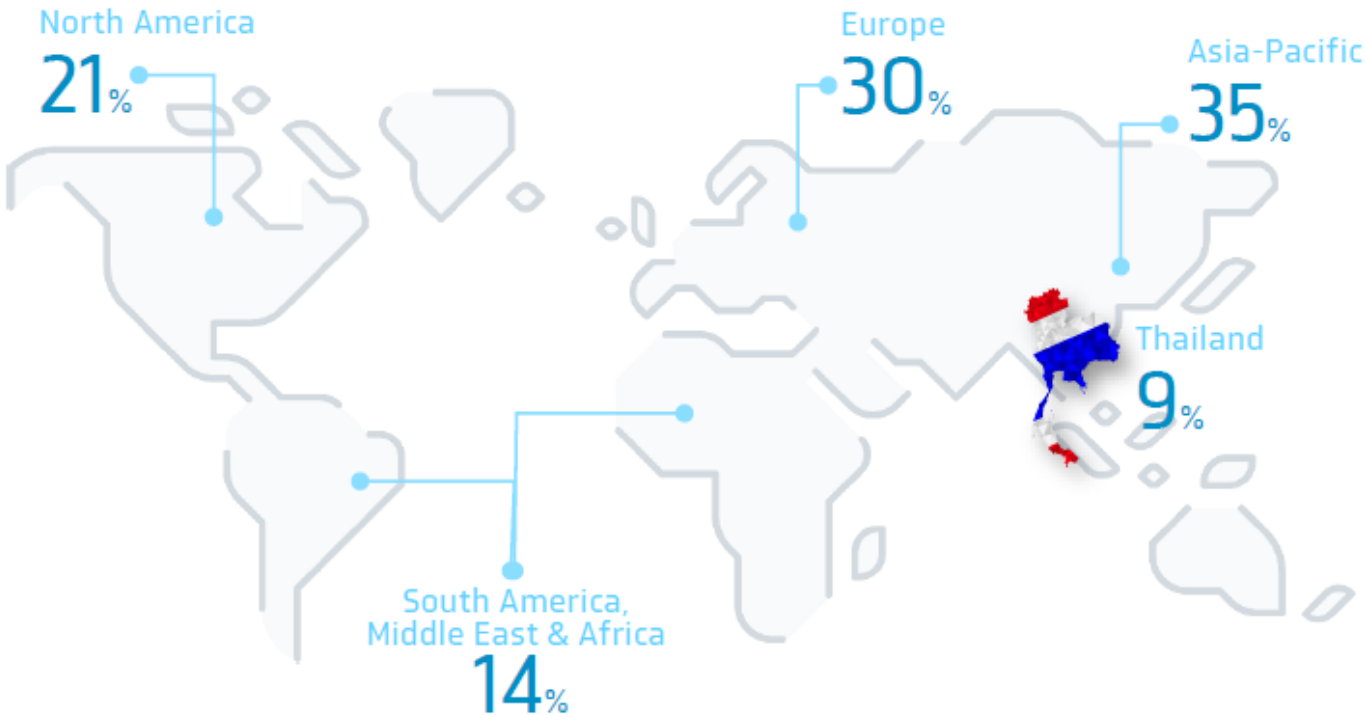 North America
21%
Europe
30%
Asia-Pacific
35%
Thailand
9%
South America,
Middle East & Africa
14%